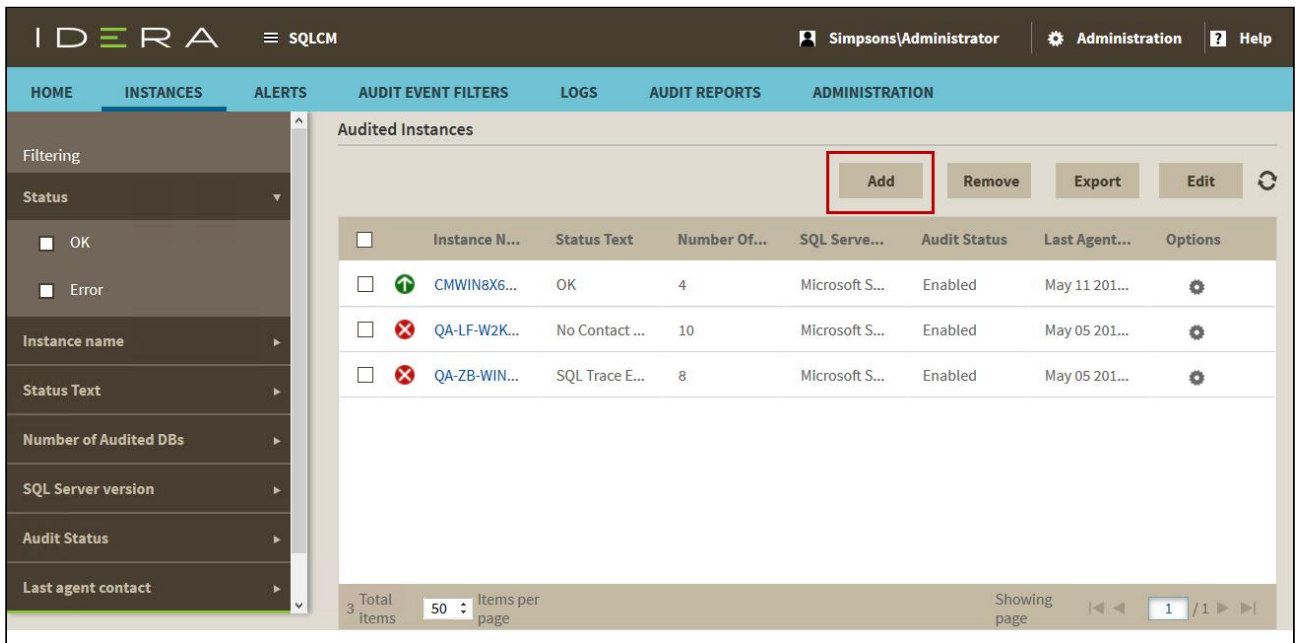 IDERA SQLCM Simpsons\Administrator Administration ? Help
HOME INSTANCES ALERTS AUDIT EVENT FILTERS LOGS AUDIT REPORTS ADMINISTRATION
Audited Instances
Filtering
Add Remove Export Edit
Status
Instance N... Status Text Number Of... SQL Serve... Audit Status Last Agent... Options
OK
CMWIN8X6... OK 4 Microsoft S... Enabled May 11 201...
Error
QA-LF-W2K... No Contact ... 10 Microsoft S... Enabled May 05 201...
Instance name
QA-ZB-WIN... SQL Trace E... 8 Microsoft S... Enabled May 05 201...
Status Text
Number of Audited DBs
SQL Server version
Audit Status
Last agent contact
3 Total items 50 Items per page Showing page 1 / 1